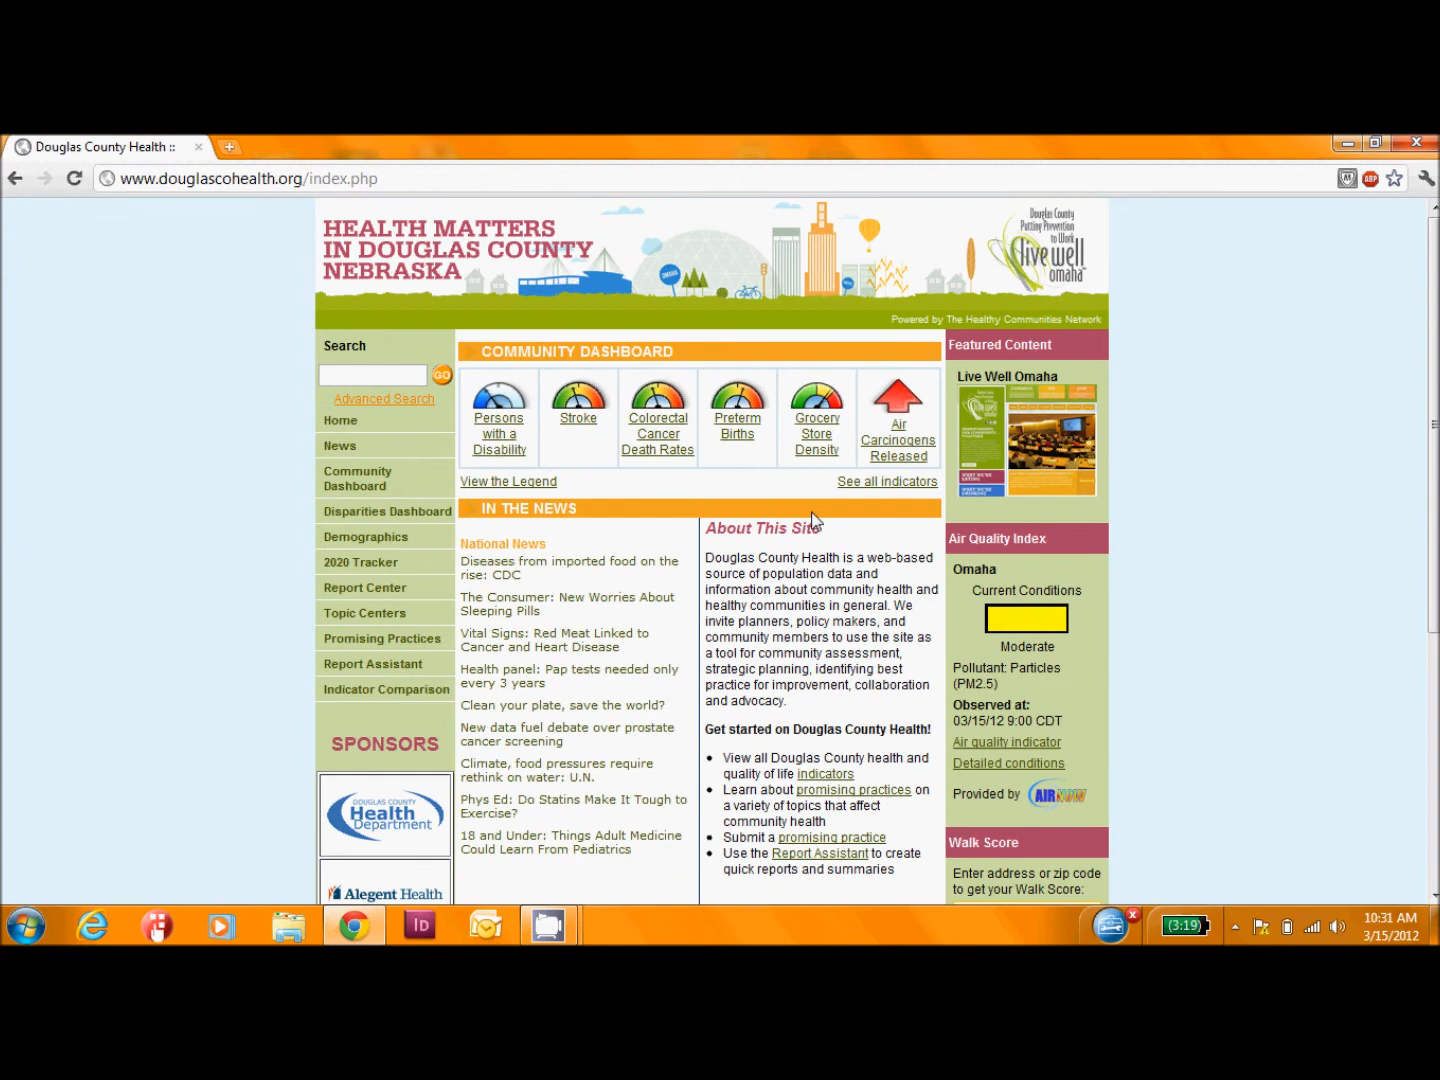 Douglas County Health ::
www.douglascohealth.org/index.php
ABP
HEALTH MATTERS
IN DOUGLAS COUNTY
NEBRASKA
OMAHA
Douglas County
Putting Prevention
to Work
live well
omaha
Powered by The Healthy Communities Network
Search
GO
Advanced Search
Home
News
Community
Dashboard
Disparities Dashboard
Demographics
2020 Tracker
Report Center
Topic Centers
Promising Practices
Report Assistant
Indicator Comparison
SPONSORS
DOUGLAS COUNTY
Health
Department
Alegent Health
COMMUNITY DASHBOARD
Persons
with a
Disability
Stroke
Colorectal
Cancer
Death Rates
Preterm
Births
Grocery
Store
Density
Air
Carcinogens
Released
View the Legend
See all indicators
IN THE NEWS
National News
Diseases from imported food on the
rise: CDC
The Consumer: New Worries About
Sleeping Pills
Vital Signs: Red Meat Linked to
Cancer and Heart Disease
Health panel: Pap tests needed only
every 3 years
Clean your plate, save the world?
New data fuel debate over prostate
cancer screening
Climate, food pressures require
rethink on water: U.N.
Phys Ed: Do Statins Make It Tough to
Exercise?
18 and Under: Things Adult Medicine
Could Learn From Pediatrics
About This Site
Douglas County Health is a web-based
source of population data and
information about community health and
healthy communities in general. We
invite planners, policy makers, and
community members to use the site as
a tool for community assessment,
strategic planning, identifying best
practice for improvement, collaboration
and advocacy.
Get started on Douglas County Health!
View all Douglas County health and
quality of life indicators
Learn about promising practices on
a variety of topics that affect
community health
Submit a promising practice
Use the Report Assistant to create
quick reports and summaries
Featured Content
Live Well Omaha
Air Quality Index
Omaha
Current Conditions
Moderate
Pollutant: Particles
(PM2.5)
Observed at:
03/15/12 9:00 CDT
Air quality indicator
Detailed conditions
Provided by AIRNOW
Walk Score
Enter address or zip code
to get your Walk Score:
ID
(3:19)
10:31 AM
3/15/2012